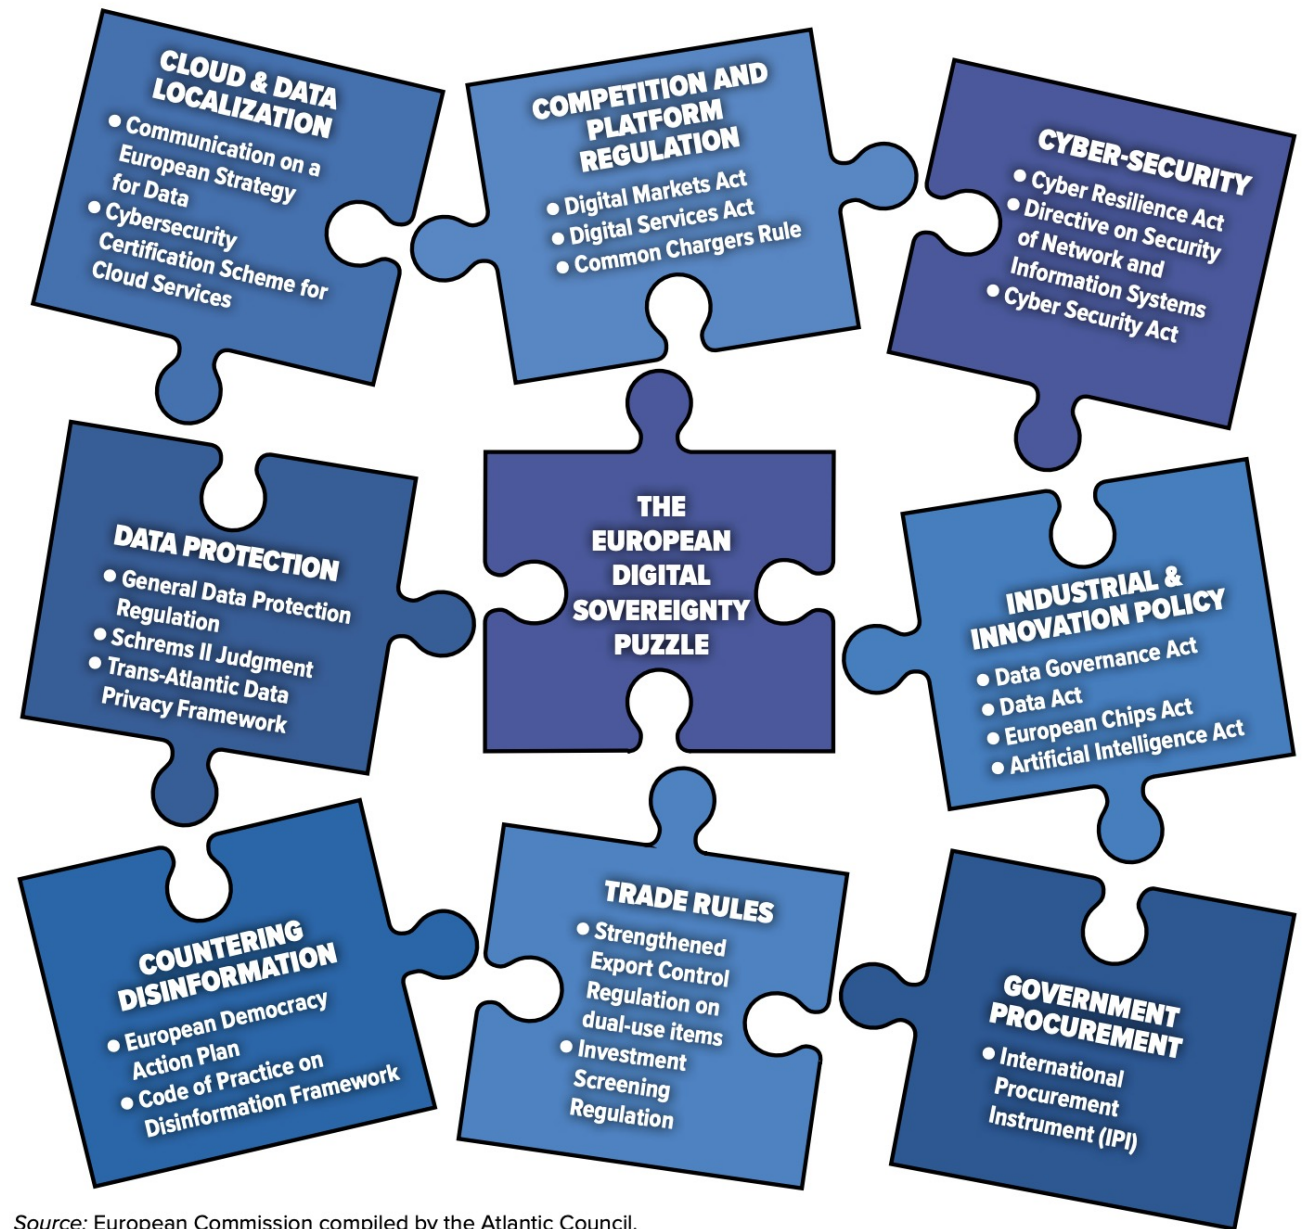 CLOUD & DATA
LOCALIZATION
● Communication on a
European Strategy
for Data
● Cybersecurity
Certification Scheme for
Cloud Services
COMPETITION AND
PLATFORM
REGULATION
● Digital Markets Act
● Digital Services Act
● Common Chargers Rule
CYBER-SECURITY
● Cyber Resilience Act
● Directive on Security
of Network and
Information Systems
● Cyber Security Act
DATA PROTECTION
● General Data Protection
Regulation
● Schrems II Judgment
● Trans-Atlantic Data
Privacy Framework
THE
EUROPEAN
DIGITAL
SOVEREIGNTY
PUZZLE
INDUSTRIAL &
INNOVATION POLICY
● Data Governance Act
● Data Act
● European Chips Act
● Artificial Intelligence Act
COUNTERING
DISINFORMATION
● European Democracy
Action Plan
● Code of Practice on
Disinformation Framework
TRADE RULES
● Strengthened
Export Control
Regulation on
dual-use items
● Investment
Screening
Regulation
GOVERNMENT
PROCUREMENT
● International
Procurement
Instrument (IPI)
Source: European Commission compiled by the Atlantic Council.